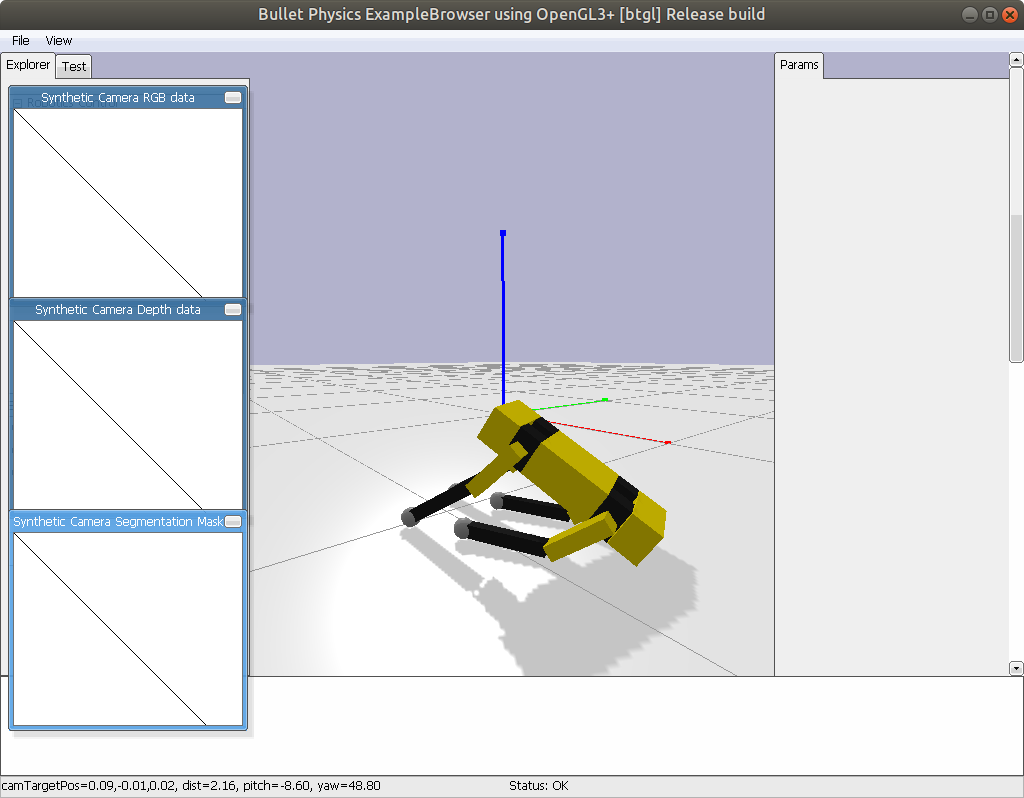 Bullet Physics ExampleBrowser using OpenGL3+ [btgl] Release build
File View
Explorer Test
Params
Synthetic Camera RGB data
Synthetic Camera Depth data
Synthetic Camera Segmentation Mask
camTargetPos=0.09,-0.01,0.02, dist=2.16, pitch=-8.60, yaw=48.80
Status: OK